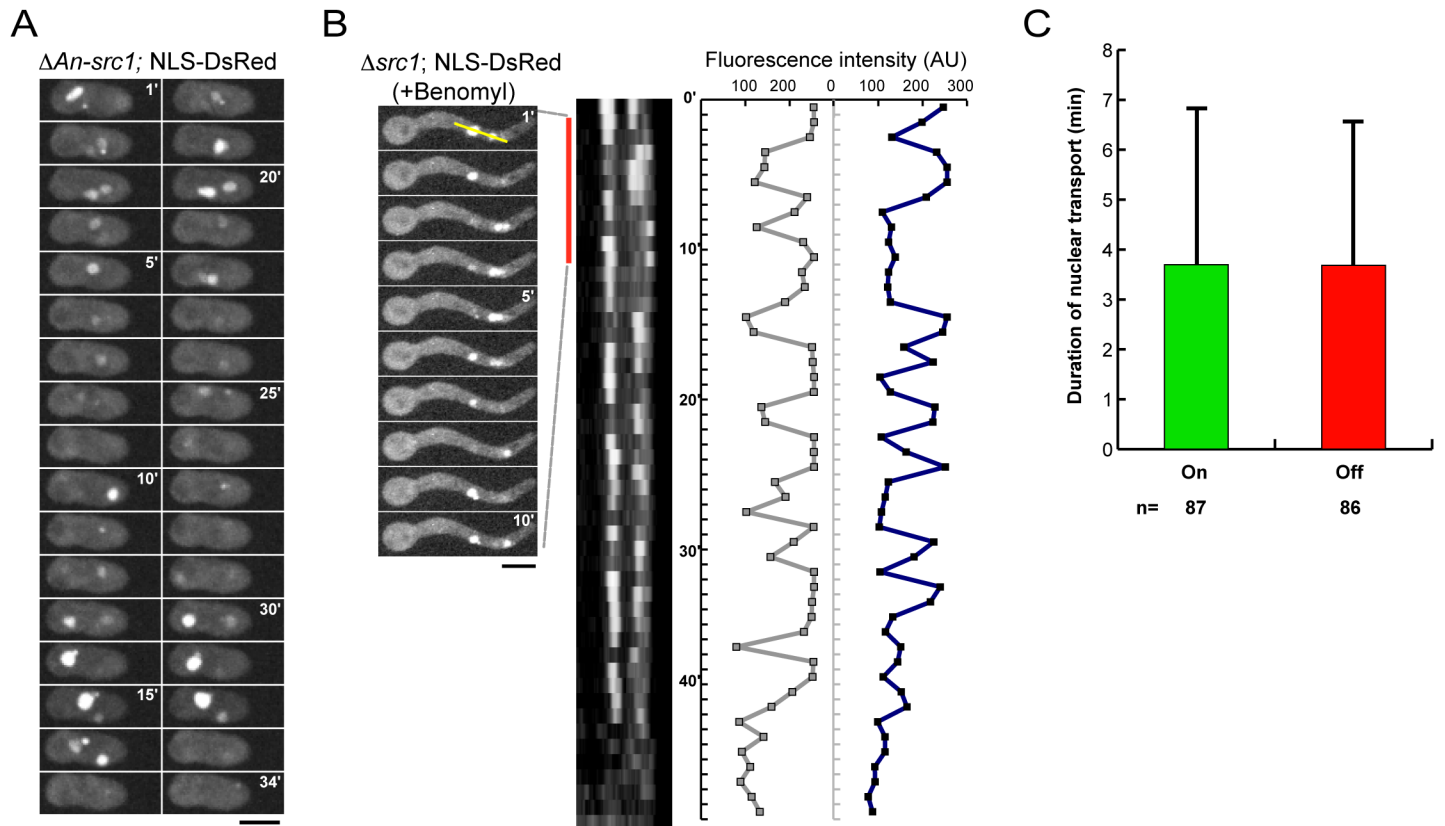 A
ΔAn-src1; NLS-DsRed
1'
20'
5'
25'
10'
30'
15'
34'
B
Δsrc1; NLS-DsRed
(+Benomyl)
1'
5'
10'
Fluorescence intensity (AU)
100 200 0 100 200 300
0'
10'
20'
30'
40'
C
Duration of nuclear transport (min)
8
7
6
5
4
3
2
1
0
On Off
n= 87 86